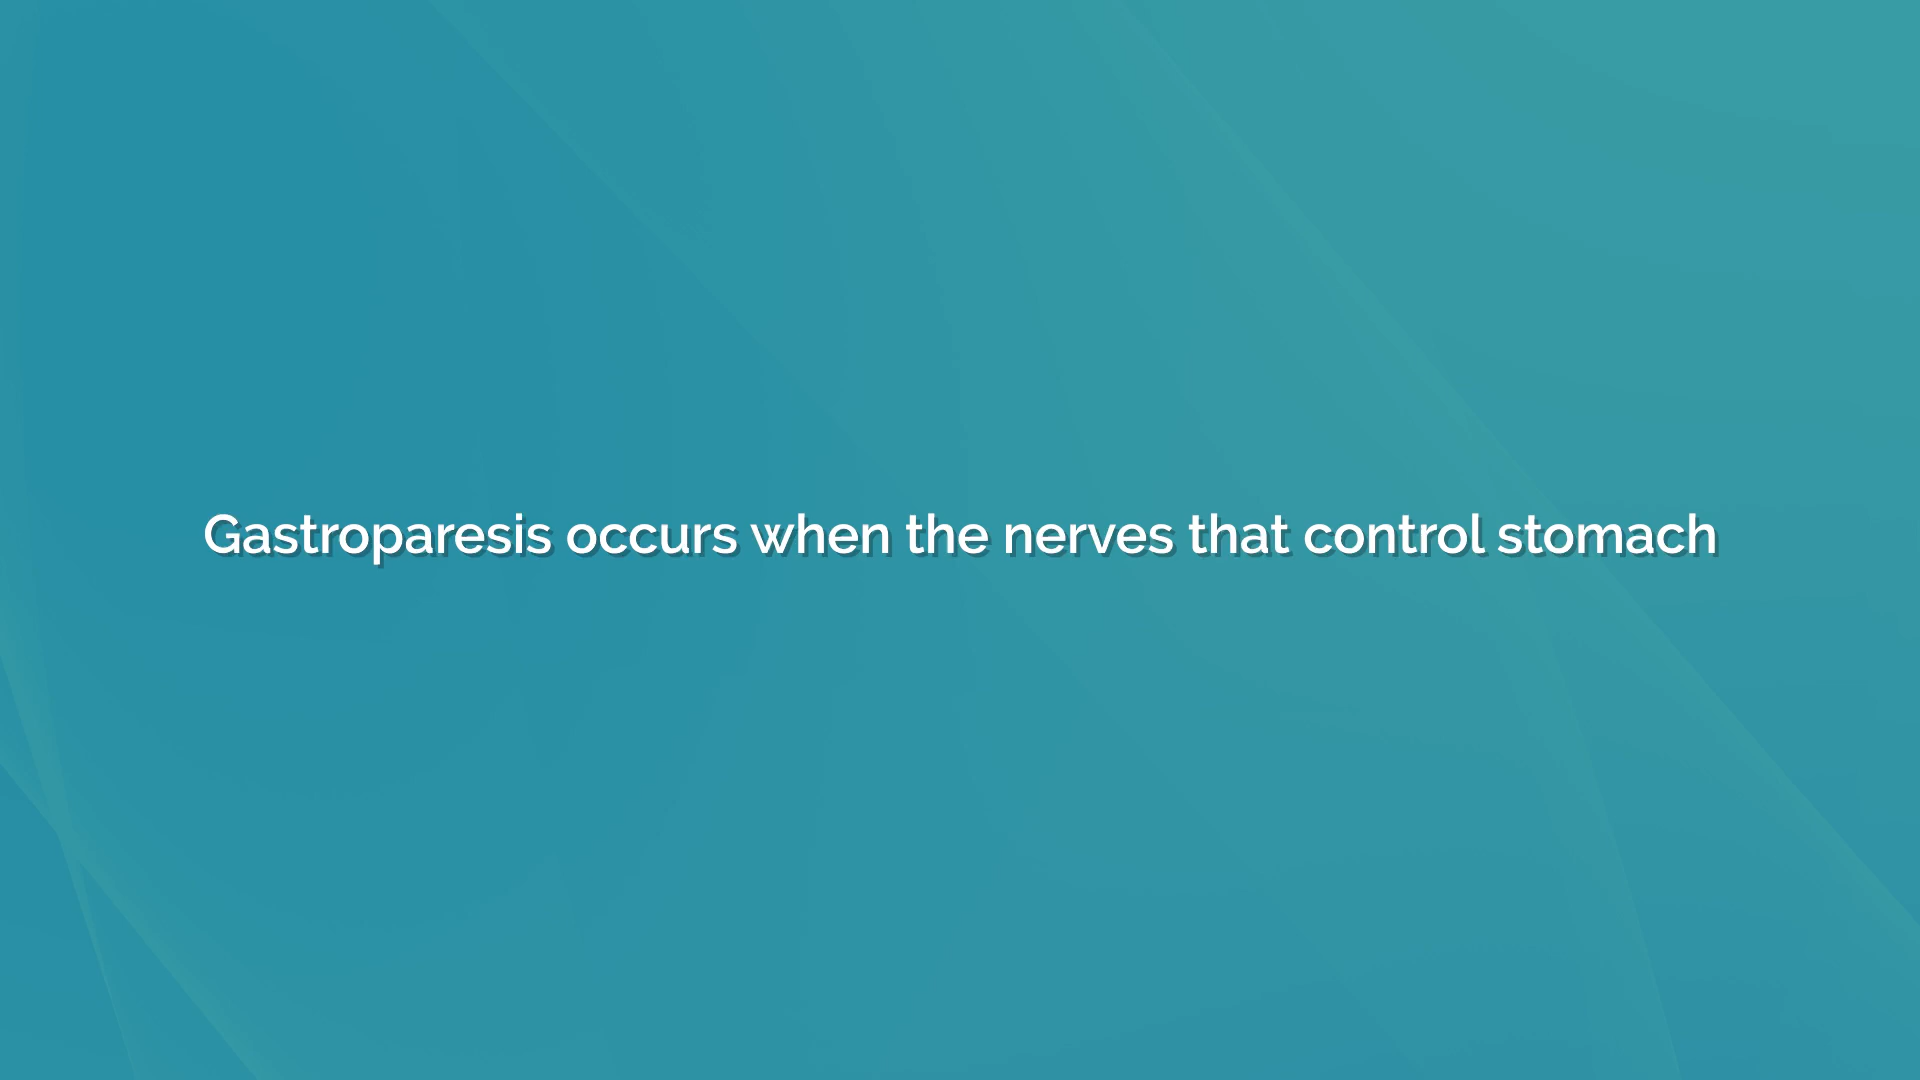 Gastroparesis occurs when the nerves that control stomach